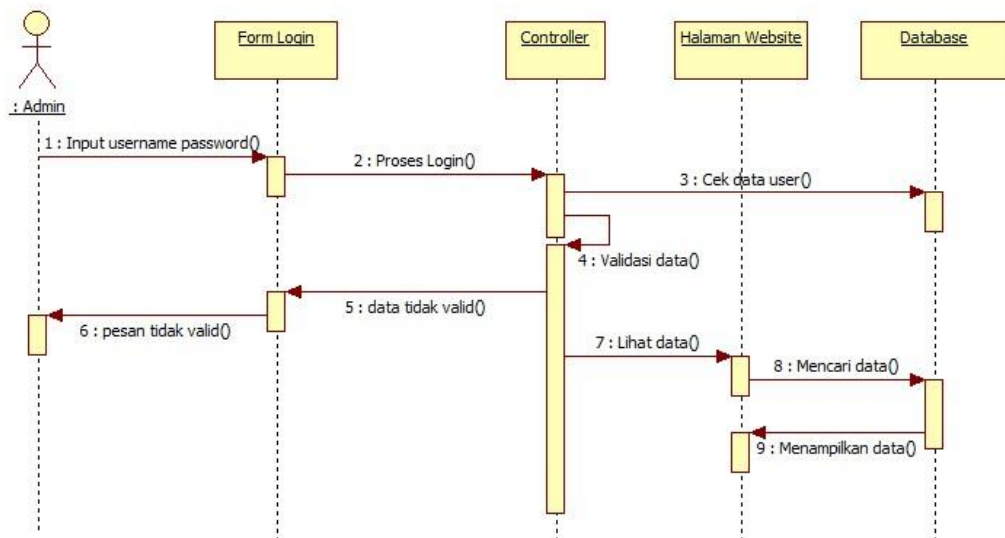 Form Login
Controller
Halaman Website
Database
: Admin
1 : Input username password()
2 : Proses Login()
3 : Cek data user()
4 : Validasi data()
5 : data tidak valid()
6 : pesan tidak valid()
7 : Lihat data()
8 : Mencari data()
9 : Menampilkan data()